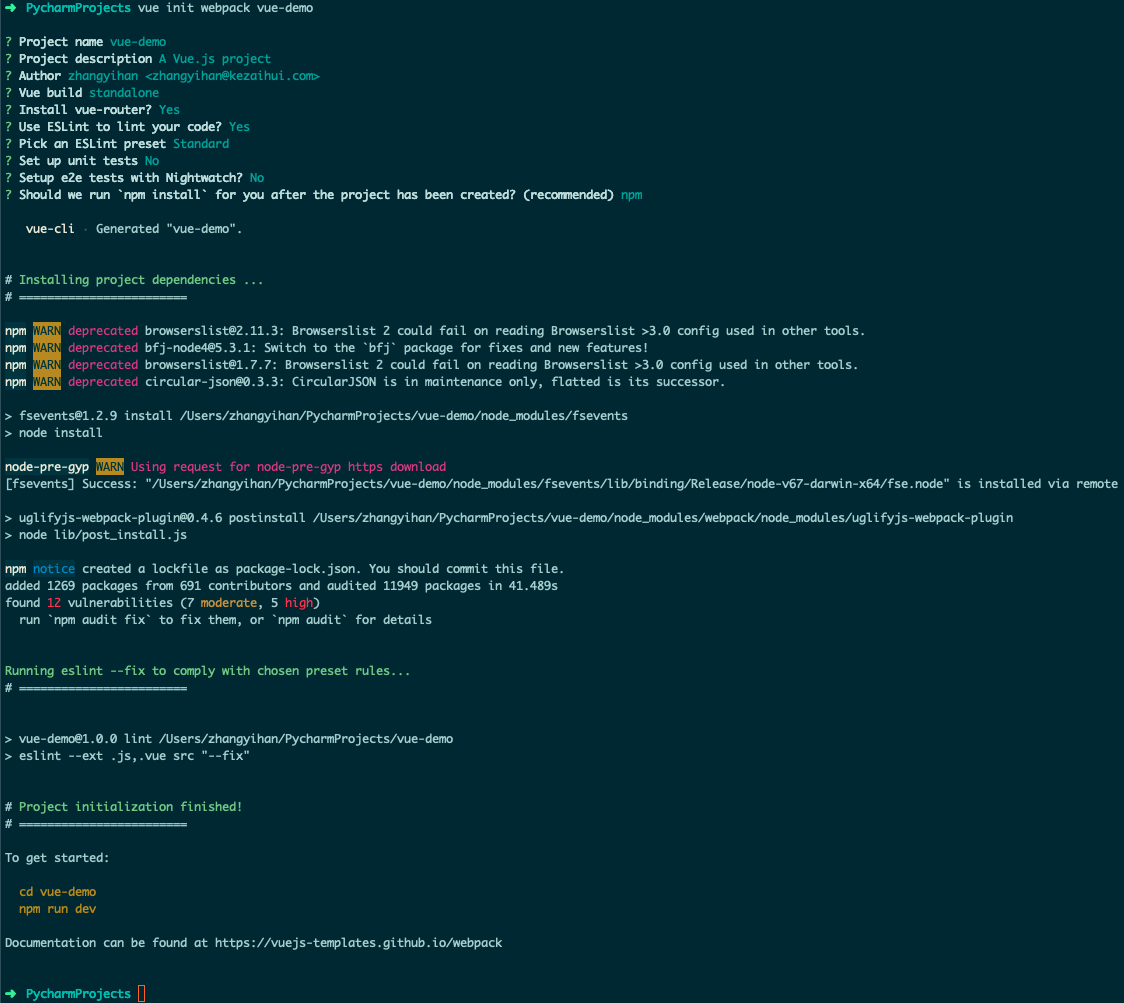 ➜ PycharmProjects vue init webpack vue-demo
? Project name vue-demo
? Project description A Vue.js project
? Author zhangyihan <zhangyihan@kezaihui.com>
? Vue build standalone
? Install vue-router? Yes
? Use ESLint to lint your code? Yes
? Pick an ESLint preset Standard
? Set up unit tests No
? Setup e2e tests with Nightwatch? No
? Should we run `npm install` for you after the project has been created? (recommended) npm
vue-cli · Generated "vue-demo".
# Installing project dependencies ...
# ========================
npm WARN deprecated browserslist@2.11.3: Browserslist 2 could fail on reading Browserslist >3.0 config used in other tools.
npm WARN deprecated bfj-node4@5.3.1: Switch to the `bfj` package for fixes and new features!
npm WARN deprecated browserslist@1.7.7: Browserslist 2 could fail on reading Browserslist >3.0 config used in other tools.
npm WARN deprecated circular-json@0.3.3: CircularJSON is in maintenance only, flatted is its successor.
> fsevents@1.2.9 install /Users/zhangyihan/PycharmProjects/vue-demo/node_modules/fsevents
> node install
node-pre-gyp WARN Using request for node-pre-gyp https download
[fsevents] Success: "/Users/zhangyihan/PycharmProjects/vue-demo/node_modules/fsevents/lib/binding/Release/node-v67-darwin-x64/fse.node" is installed via remote
> uglifyjs-webpack-plugin@0.4.6 postinstall /Users/zhangyihan/PycharmProjects/vue-demo/node_modules/webpack/node_modules/uglifyjs-webpack-plugin
> node lib/post_install.js
npm notice created a lockfile as package-lock.json. You should commit this file.
added 1269 packages from 691 contributors and audited 11949 packages in 41.489s
found 12 vulnerabilities (7 moderate, 5 high)
run `npm audit fix` to fix them, or `npm audit` for details
Running eslint --fix to comply with chosen preset rules...
# ========================
> vue-demo@1.0.0 lint /Users/zhangyihan/PycharmProjects/vue-demo
> eslint --ext .js,.vue src "--fix"
# Project initialization finished!
# ========================
To get started:
cd vue-demo
npm run dev
Documentation can be found at https://vuejs-templates.github.io/webpack
➜ PycharmProjects